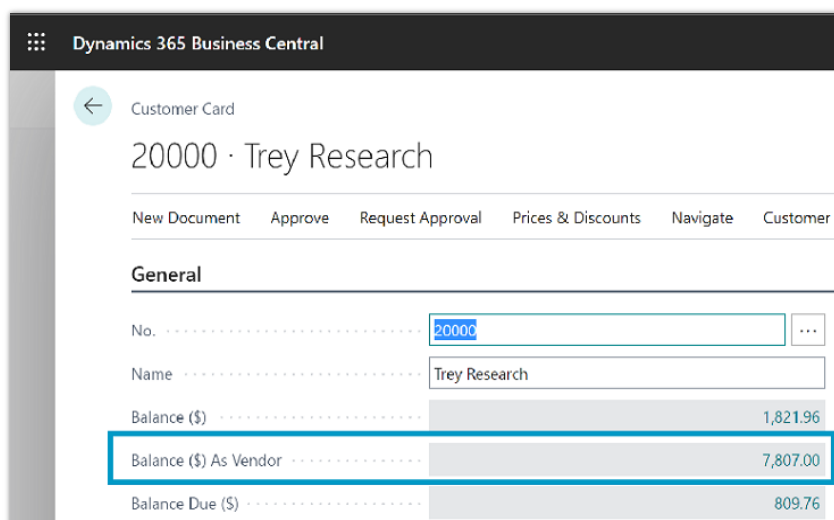 Dynamics 365 Business Central
Customer Card
20000 · Trey Research
New Document Approve Request Approval Prices & Discounts Navigate Customer
General
No. 20000 ...
Name Trey Research
Balance ($) 1,821.96
Balance ($) As Vendor 7,807.00
Balance Due ($) 809.76